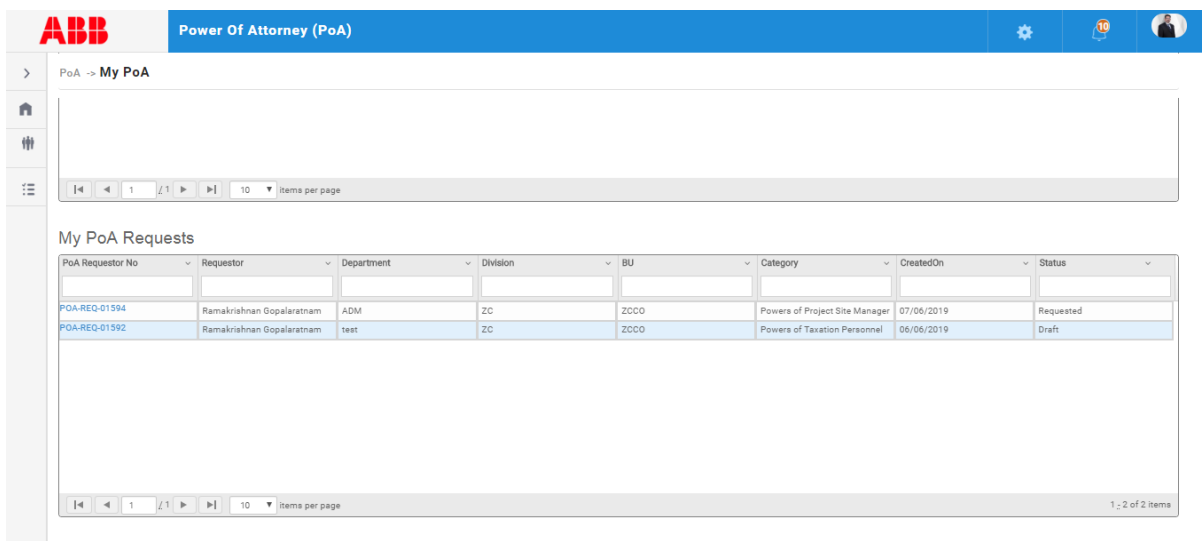 ABB Power Of Attorney (PoA) 10
PoA -> My PoA
1 / 1 10 items per page
My PoA Requests
PoA Requestor No Requestor Department Division BU Category CreatedOn Status
POA-REQ-01594 Ramakrishnan Gopalaratnam ADM ZC ZCCO Powers of Project Site Manager 07/06/2019 Requested
POA-REQ-01592 Ramakrishnan Gopalaratnam test ZC ZCCO Powers of Taxation Personnel 06/06/2019 Draft
1 / 1 10 items per page 1 - 2 of 2 items